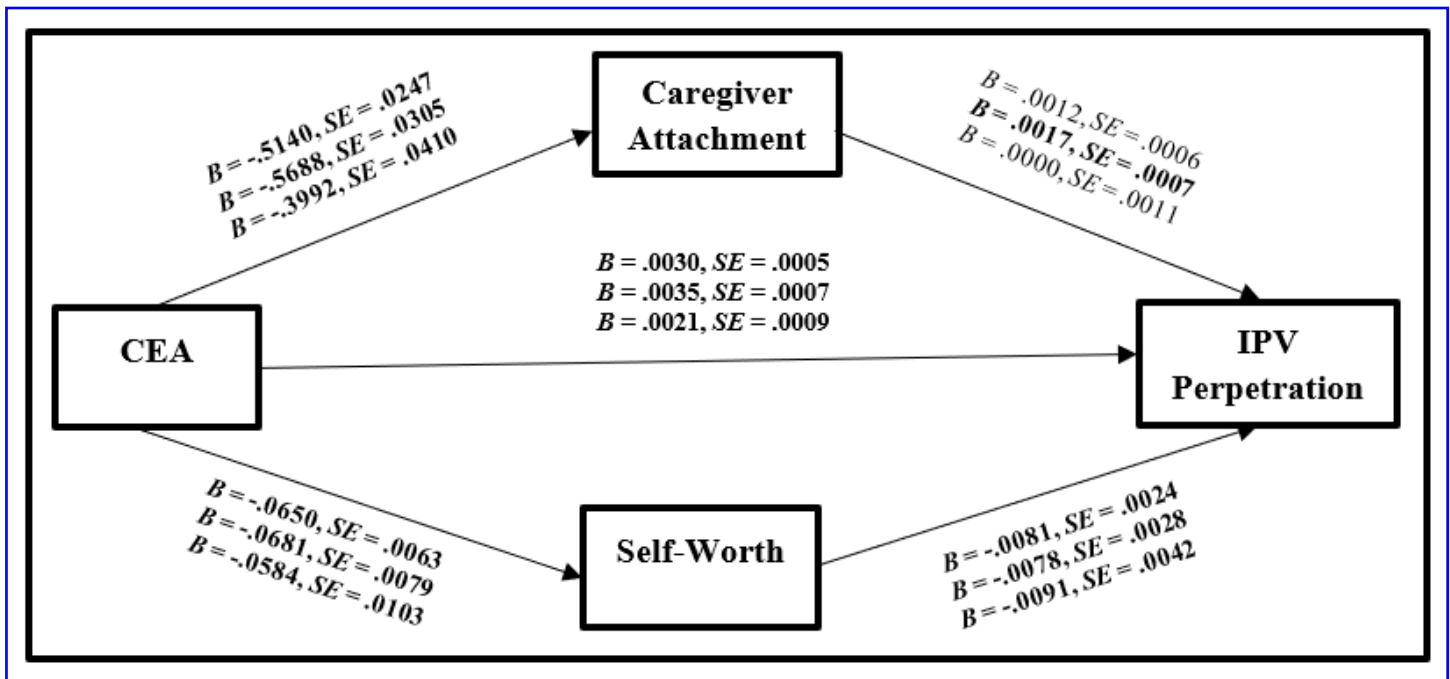 B = -.5140, SE = .0247
B = -.5688, SE = .0305
B = -.3992, SE = .0410
Caregiver
Attachment
B = .0012, SE = .0006
B = .0017, SE = .0007
B = .0000, SE = .0011
B = .0030, SE = .0005
B = .0035, SE = .0007
B = .0021, SE = .0009
CEA
IPV
Perpetration
B = -.0650, SE = .0063
B = -.0681, SE = .0079
B = -.0584, SE = .0103
Self-Worth
B = -.0081, SE = .0024
B = -.0078, SE = .0028
B = -.0091, SE = .0042